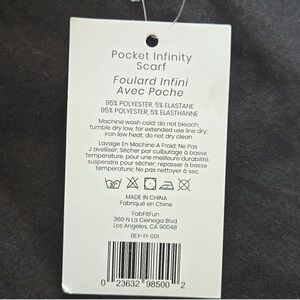 Pocket Infinity
Scarf
Foulard Infini
Avec Poche
95% POLYESTER, 5% ELASTANE
95% POLYESTER, 5% ELASTHANNE
Machine wash cold; do not bleach;
tumble dry low, for extended use line dry;
iron low heat; do not dry clean
Lavage En Machine A Froid; Ne Pas
J avolliser; Sécher par culbutage à basse
température, pour une meilleure durabilité,
suspendre pour sécher; repasser à basse
temperature; Ne pas nettoyer à sec
MADE IN CHINA
Fabriqué en Chine
FabFitFun
360 N La Cienega Blvd
Los Angeles, CA 90048
BEY-FF-001
0 23632 98500 2